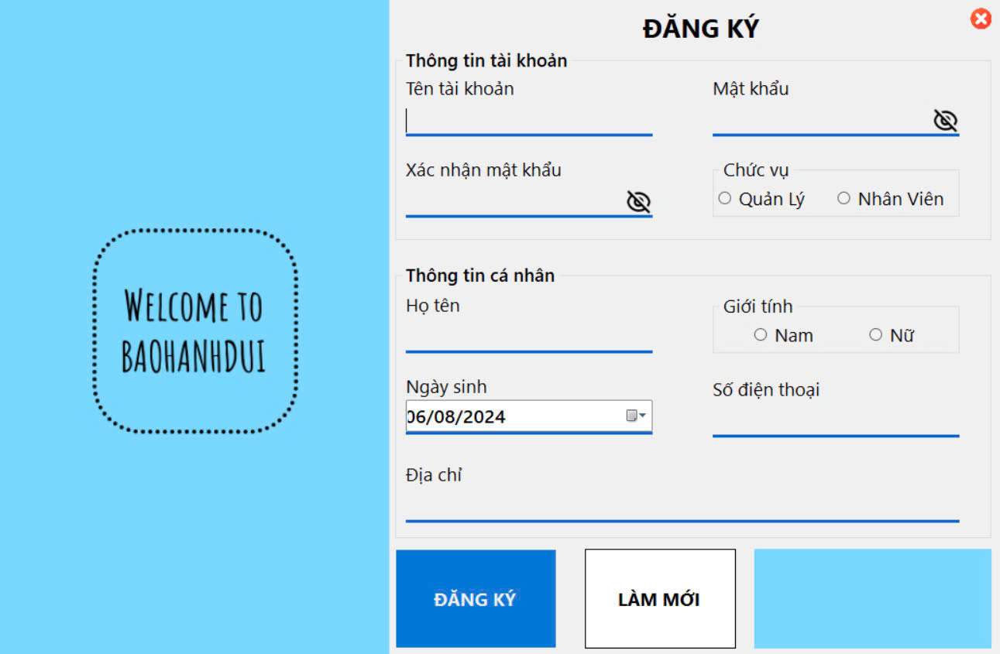 WELCOME TO
BAOHANHDUI
ĐĂNG KÝ
Thông tin tài khoản
Tên tài khoản
Mật khẩu
Xác nhận mật khẩu
Chức vụ
Quản Lý Nhân Viên
Thông tin cá nhân
Họ tên
Giới tính
Nam Nữ
Ngày sinh
06/08/2024
Số điện thoại
Địa chỉ
ĐĂNG KÝ
LÀM MỚI